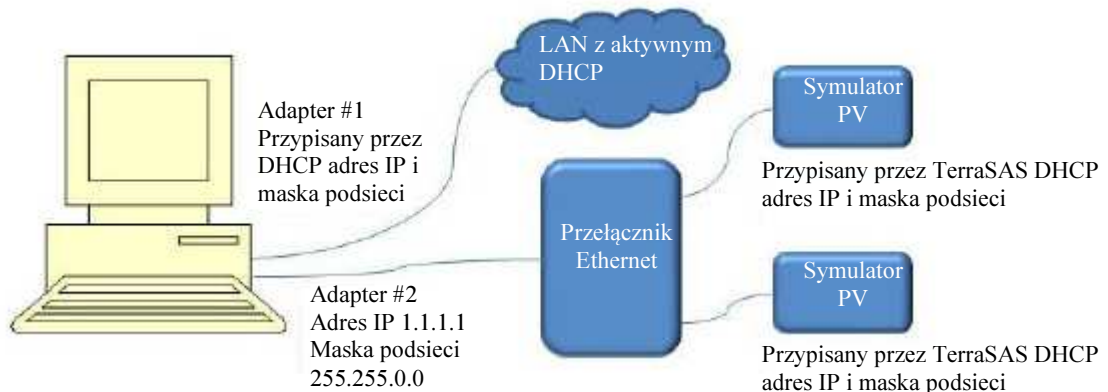 LAN z aktywnym
DHCP
Adapter #1
Przypisany przez
DHCP adres IP i
maska podsieci
Symulator
PV
Przypisany przez TerraSAS DHCP
adres IP i maska podsieci
Przełącznik
Ethernet
Adapter #2
Adres IP 1.1.1.1
Maska podsieci
255.255.0.0
Symulator
PV
Przypisany przez TerraSAS DHCP
adres IP i maska podsieci